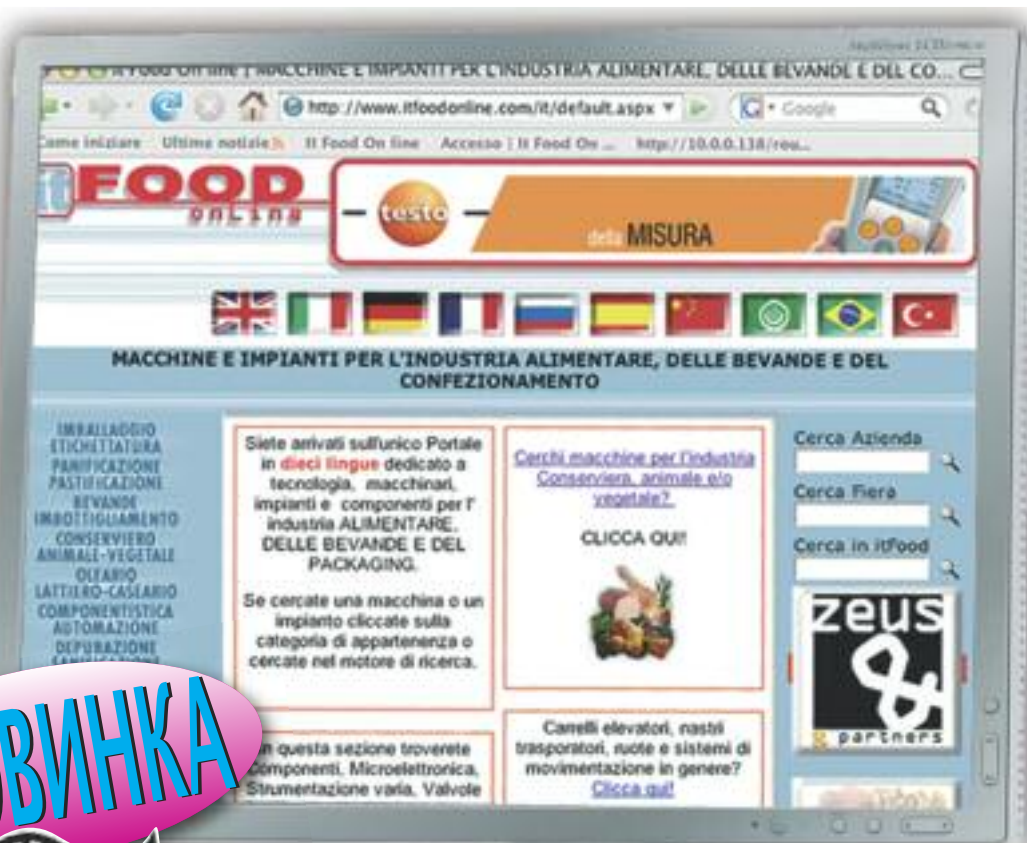 It Food On line | MACCHINE E IMPIANTI PER L'INDUSTRIA ALIMENTARE, DELLE BEVANDE E DEL CO...
http://www.itfoodonline.com/it/default.aspx
Google
Come iniziare Ultime notizie It Food On line Accesso | It Food On ... http://10.0.0.138/rou...
it FOOD
ONLINE
testo
della MISURA
MACCHINE E IMPIANTI PER L'INDUSTRIA ALIMENTARE, DELLE BEVANDE E DEL
CONFEZIONAMENTO
IMBALLAGGIO
ETICHETTATURA
PANIFICAZIONE
PASTIFICAZIONE
BEVANDE
IMBOTTIGLIAMENTO
CONSERVIERO
ANIMALE-VEGETALE
OLEARIO
LATTIERO-CASEARIO
COMPONENTISTICA
AUTOMAZIONE
DEPURAZIONE
Siete arrivati sull'unico Portale
in dieci lingue dedicato a
tecnologia, macchinari,
impianti e componenti per l'
industria ALIMENTARE,
DELLE BEVANDE E DEL
PACKAGING.
Se cercate una macchina o un
impianto cliccate sulla
categoria di appartenenza o
cercate nel motore di ricerca.
In questa sezione troverete
Componenti, Microelettronica,
Strumentazione varia, Valvole
Cerchi macchine per l'industria
Conserviera, animale e/o
vegetale?
CLICCA QUI!
Carrelli elevatori, nastri
trasporatori, ruote e sistemi di
movimentazione in genere?
Clicca qui!
Cerca Azienda
Cerca Fiera
Cerca in itFood
zeus
&
partners
ОВИНКА